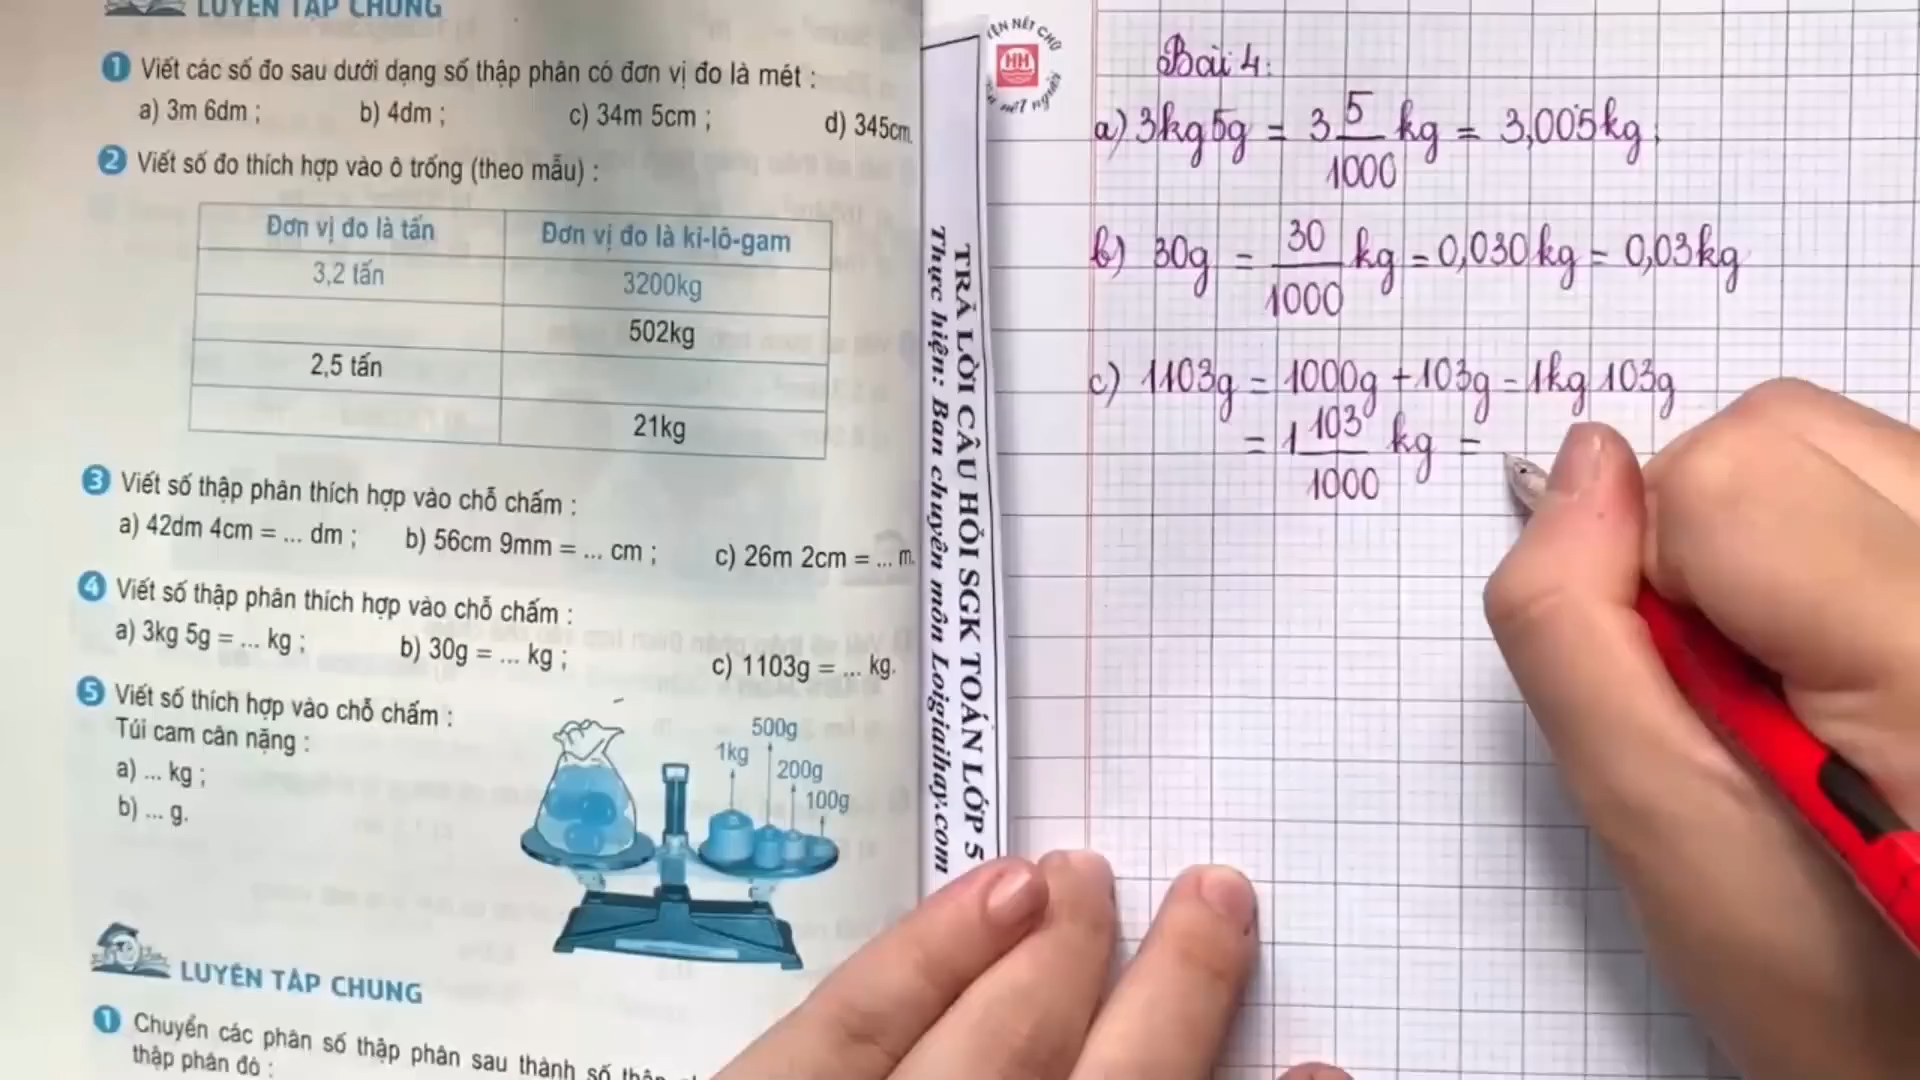 LUYỆN TẬP CHUNG
1 Viết các số đo sau dưới dạng số thập phân có đơn vị đo là mét :
a) 3m 6dm ; b) 4dm ; c) 34m 5cm ; d) 345cm.
2 Viết số đo thích hợp vào ô trống (theo mẫu) :
Đơn vị đo là tấn Đơn vị đo là ki-lô-gam
3,2 tấn 3200kg
502kg
2,5 tấn
21kg
3 Viết số thập phân thích hợp vào chỗ chấm :
a) 42dm 4cm = ... dm ; b) 56cm 9mm = ... cm ; c) 26m 2cm = ... m.
4 Viết số thập phân thích hợp vào chỗ chấm :
a) 3kg 5g = ... kg ; b) 30g = ... kg ; c) 1103g = ... kg.
5 Viết số thích hợp vào chỗ chấm :
Túi cam cân nặng :
a) ... kg ;
b) ... g.
500g
1kg
200g
100g
LUYỆN TẬP CHUNG
1 Chuyển các phân số thập phân sau thành số
thập phân đó :
TRẢ LỜI CÂU HỎI SGK TOÁN LỚP 5
Thực hiện: Ban chuyên môn Loigiaihay.com
NÉT CHỮ
HH
nết người
Bài 4:
a) 3kg 5g = 3 5/1000 kg = 3,005kg;
b) 30g = 30/1000 kg = 0,030kg = 0,03kg
c) 1103g = 1000g + 103g = 1kg 103g
= 1 103/1000 kg =